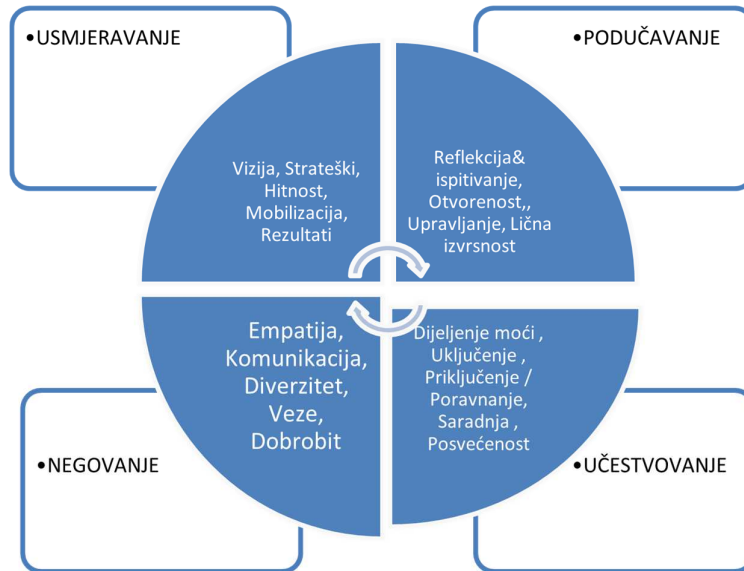 •USMJERAVANJE
•PODUČAVANJE
Vizija, Strateški,
Hitnost,
Mobilizacija,
Rezultati
Reflekcija&
ispitivanje,
Otvorenost,,
Upravljanje, Lična
izvrsnost
Empatija,
Komunikacija,
Diverzitet,
Veze,
Dobrobit
Dijeljenje moći ,
Uključenje ,
Priključenje /
Poravnanje,
Saradnja ,
Posvećenost
•NEGOVANJE
•UČESTVOVANJE